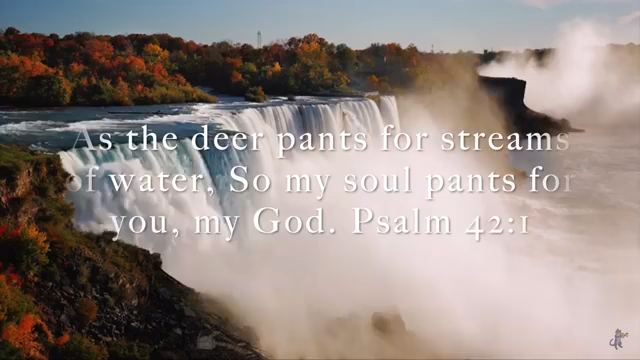 As the deer pants for streams
of water, So my soul pants for
you, my God. Psalm 42:1